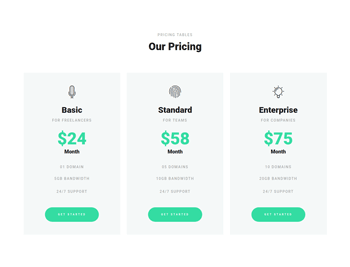 PRICING TABLES
Our Pricing
Basic
FOR FREELANCERS
$24
Month
01 DOMAIN
5GB BANDWIDTH
24/7 SUPPORT
GET STARTED
Standard
FOR TEAMS
$58
Month
DOMAINS
10GB BANDWIDTH
24/7 SUPPORT
GET STARTED
Enterprise
FOR COMPANIES
$75
Month
10 DOMAINS
20GB BANDWIDTH
24/7 SUPPORT
GET STARTED